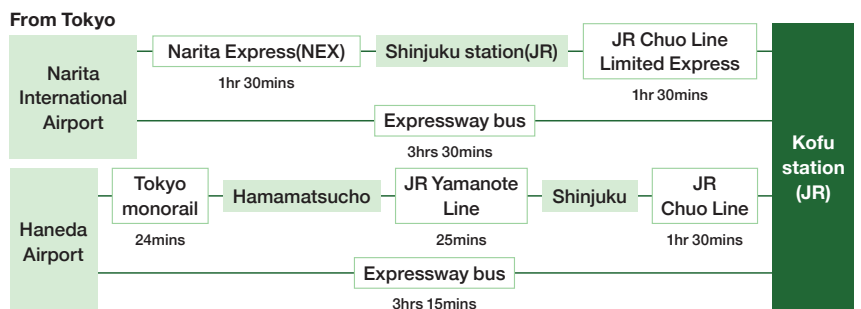 From Tokyo
Narita
International
Airport
Narita Express(NEX)
1hr 30mins
Shinjuku station(JR)
JR Chuo Line
Limited Express
1hr 30mins
Expressway bus
3hrs 30mins
Haneda
Airport
Tokyo
monorail
24mins
Hamamatsucho
JR Yamanote
Line
25mins
Shinjuku
JR
Chuo Line
1hr 30mins
Expressway bus
3hrs 15mins
Kofu
station
(JR)